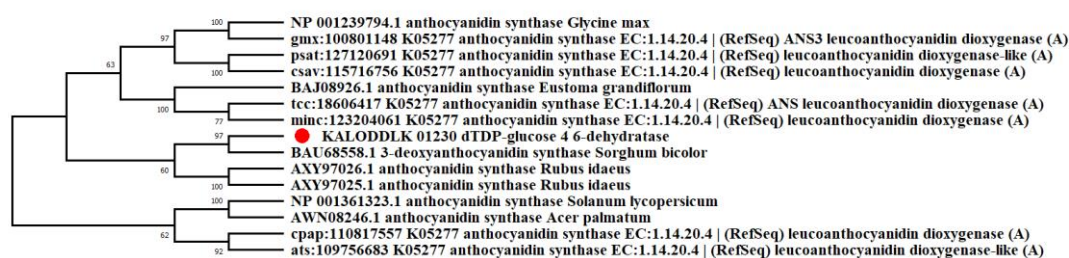 NP 001239794.1 anthocyanidin synthase Glycine max
gmx:100801148 K05277 anthocyanidin synthase EC:1.14.20.4 | (RefSeq) ANS3 leucoanthocyanidin dioxygenase (A)
psat:127120691 K05277 anthocyanidin synthase EC:1.14.20.4 | (RefSeq) leucoanthocyanidin dioxygenase-like (A)
csav:115716756 K05277 anthocyanidin synthase EC:1.14.20.4 | (RefSeq) leucoanthocyanidin dioxygenase (A)
BAJ08926.1 anthocyanidin synthase Eustoma grandiflorum
tcc:18606417 K05277 anthocyanidin synthase EC:1.14.20.4 | (RefSeq) ANS leucoanthocyanidin dioxygenase (A)
minc:123204061 K05277 anthocyanidin synthase EC:1.14.20.4 | (RefSeq) leucoanthocyanidin dioxygenase (A)
KALODDLK 01230 dTDP-glucose 4 6-dehydratase
BAU68558.1 3-deoxyanthocyanidin synthase Sorghum bicolor
AXY97026.1 anthocyanidin synthase Rubus idaeus
AXY97025.1 anthocyanidin synthase Rubus idaeus
NP 001361323.1 anthocyanidin synthase Solanum lycopersicum
AWN08246.1 anthocyanidin synthase Acer palmatum
cpap:110817557 K05277 anthocyanidin synthase EC:1.14.20.4 | (RefSeq) leucoanthocyanidin dioxygenase (A)
ats:109756683 K05277 anthocyanidin synthase EC:1.14.20.4 | (RefSeq) leucoanthocyanidin dioxygenase-like (A)
100
97
100
63
100
77
97
60
100
100
62
92